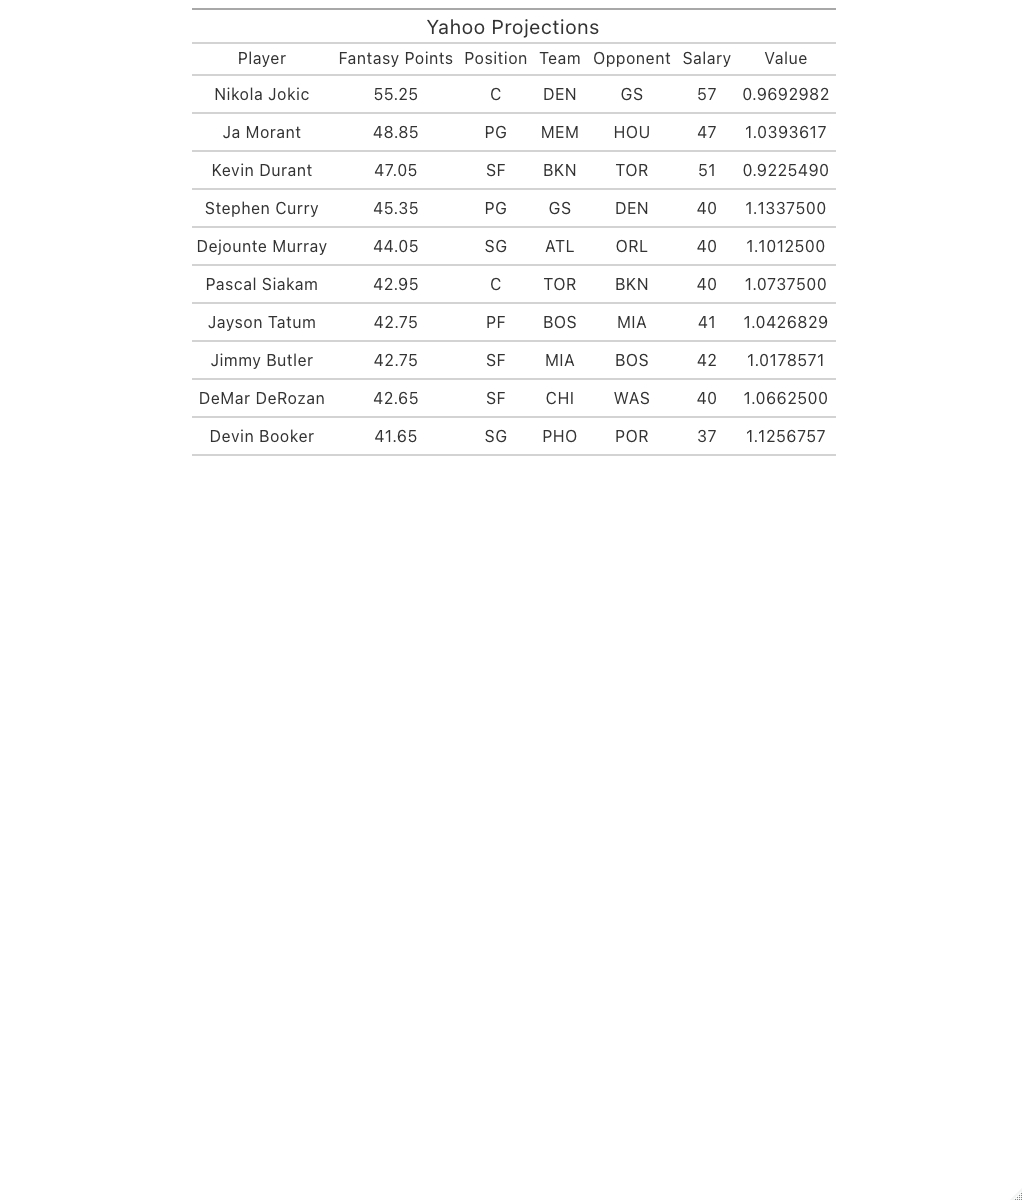 Yahoo Projections
Player Fantasy Points Position Team Opponent Salary Value
Nikola Jokic 55.25 C DEN GS 57 0.9692982
Ja Morant 48.85 PG MEM HOU 47 1.0393617
Kevin Durant 47.05 SF BKN TOR 51 0.9225490
Stephen Curry 45.35 PG GS DEN 40 1.1337500
Dejounte Murray 44.05 SG ATL ORL 40 1.1012500
Pascal Siakam 42.95 C TOR BKN 40 1.0737500
Jayson Tatum 42.75 PF BOS MIA 41 1.0426829
Jimmy Butler 42.75 SF MIA BOS 42 1.0178571
DeMar DeRozan 42.65 SF CHI WAS 40 1.0662500
Devin Booker 41.65 SG PHO POR 37 1.1256757